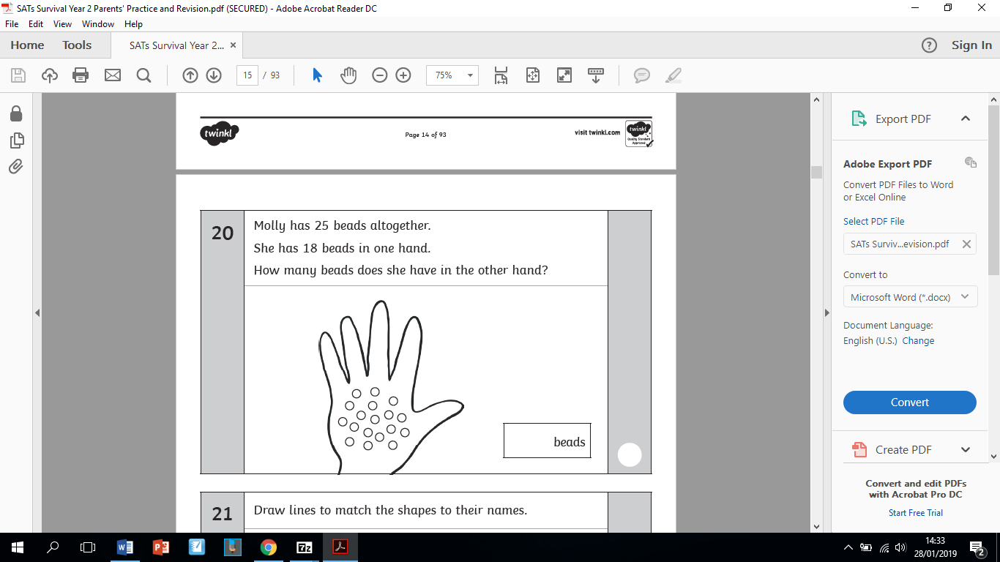 SATs Survival Year 2 Parents' Practice and Revision.pdf (SECURED) - Adobe Acrobat Reader DC
File Edit View Window Help
Home Tools SATs Survival Year 2... × Sign In
15 / 93 75%
twinkl Page 14 of 93 visit twinkl.com twinkl
Quality Standard
Approved
20
Molly has 25 beads altogether.
She has 18 beads in one hand.
How many beads does she have in the other hand?
beads
21
Draw lines to match the shapes to their names.
Export PDF
Adobe Export PDF
Convert PDF Files to Word
or Excel Online
Select PDF File
SATs Surviv...evision.pdf
Convert to
Microsoft Word (*.docx)
Document Language:
English (U.S.) Change
Convert
Create PDF
Convert and edit PDFs
with Acrobat Pro DC
Start Free Trial
14:33
28/01/2019
2